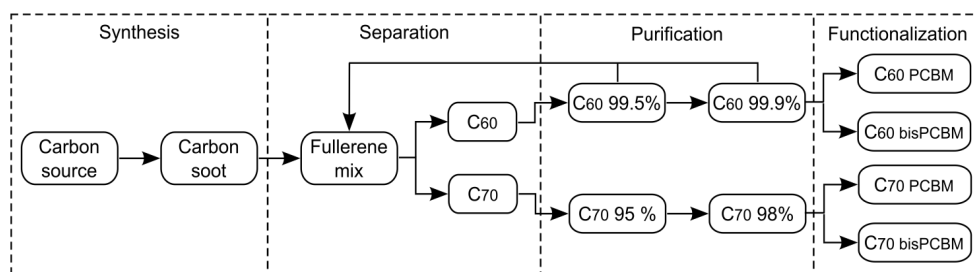 Synthesis
Separation
Purification
Functionalization
Carbon
source
Carbon
soot
Fullerene
mix
C60
C70
C60 99.5%
C60 99.9%
C70 95 %
C70 98%
C60 PCBM
C60 bisPCBM
C70 PCBM
C70 bisPCBM